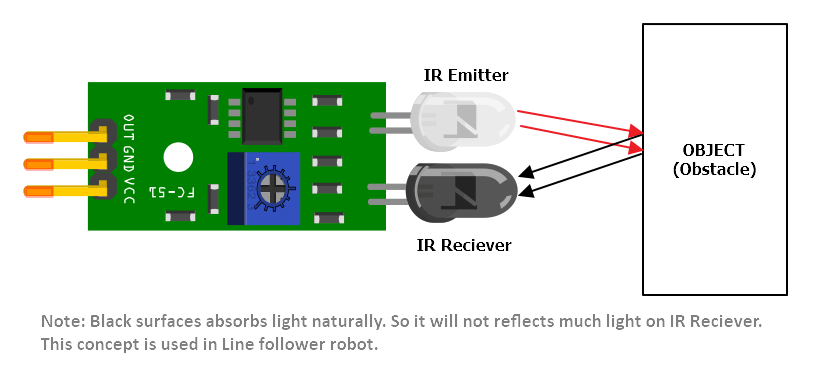 IR Emitter
OUT GND VCC
FC-51
3362
OBJECT
(Obstacle)
IR Reciever
Note: Black surfaces absorbs light naturally. So it will not reflects much light on IR Reciever.
This concept is used in Line follower robot.